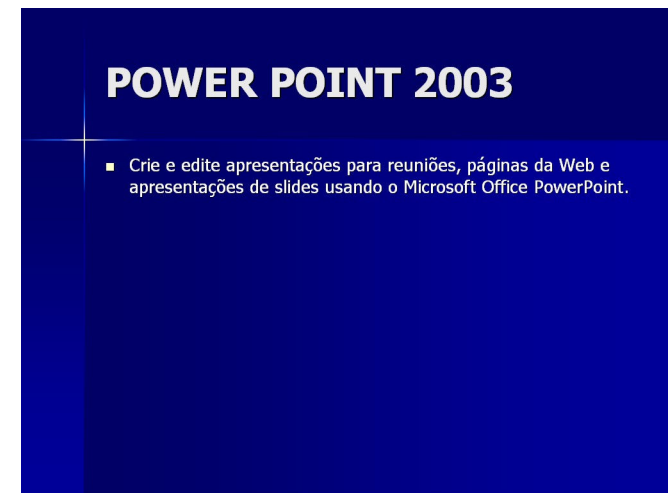 POWER POINT 2003
Crie e edite apresentações para reuniões, páginas da Web e
apresentações de slides usando o Microsoft Office PowerPoint.